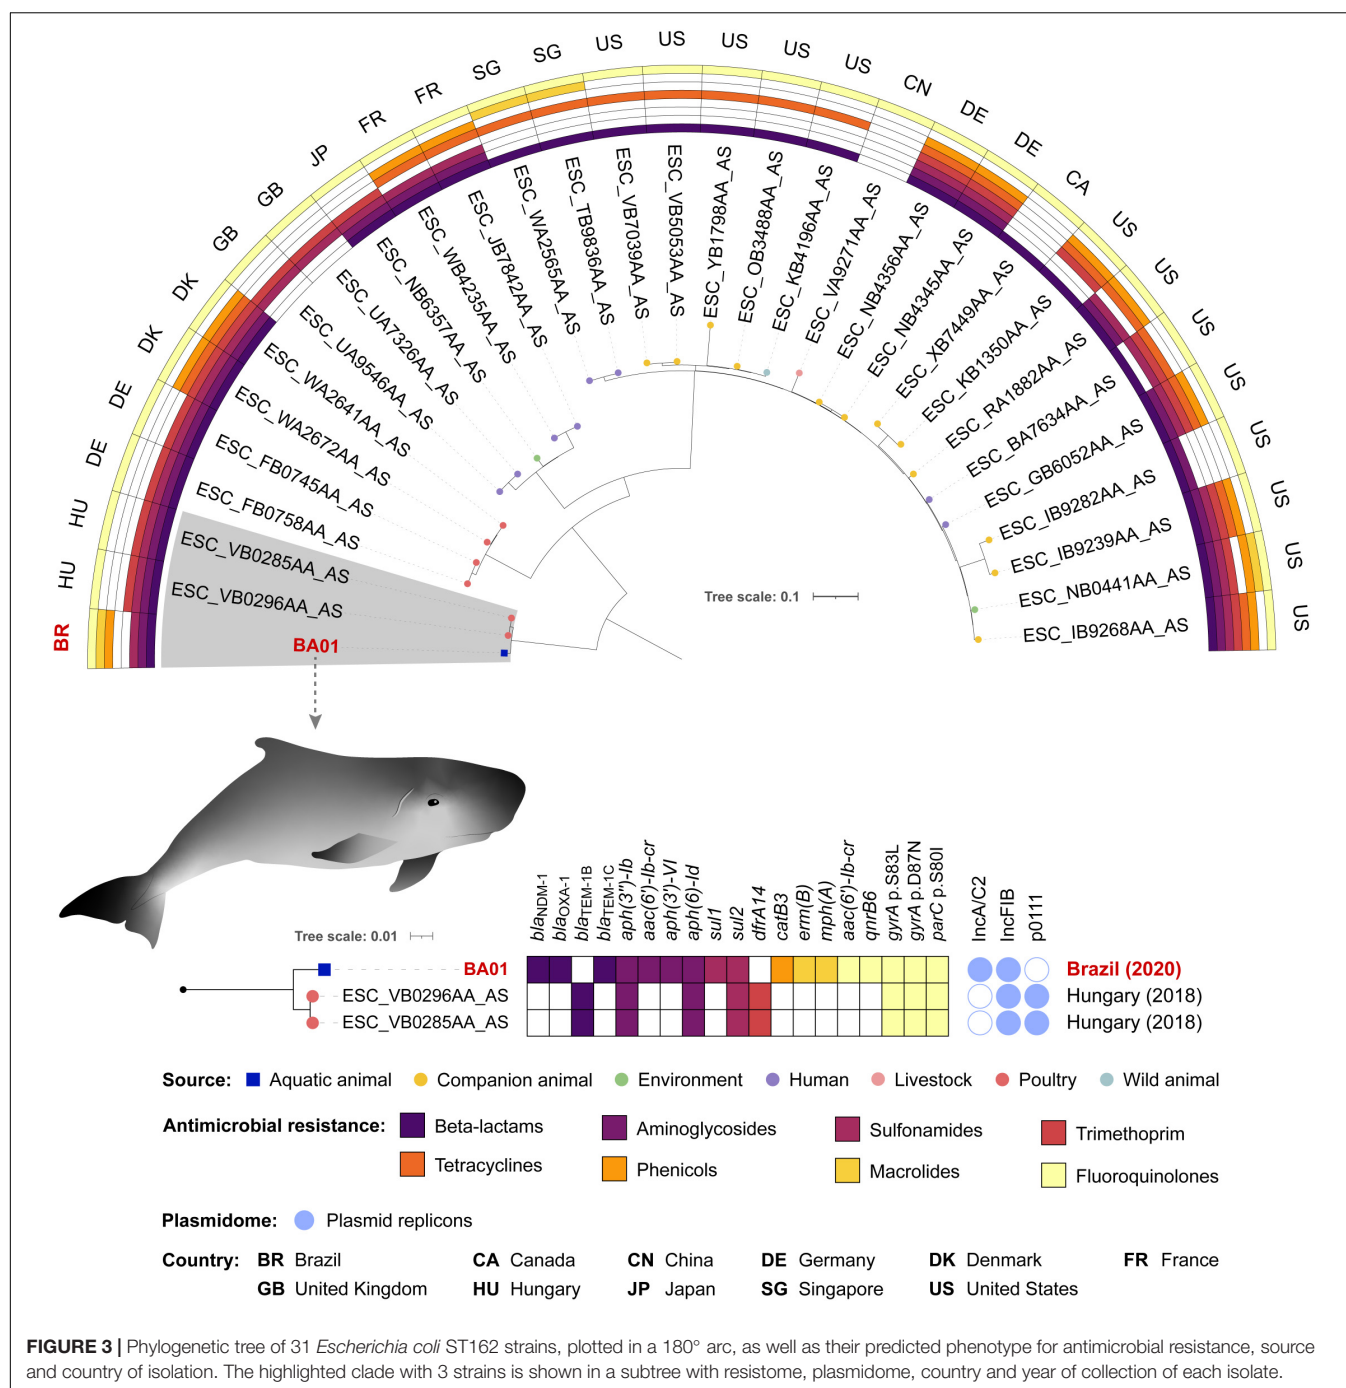 BR
HU
HU
DE
DE
DK
DK
GB
GB
JP
FR
FR
SG
SG
US
US
US
US
US
CN
DE
DE
CA
US
US
US
US
US
US
US
US
BA01
ESC_VB0296AA_AS
ESC_VB0285AA_AS
ESC_FB0758AA_AS
ESC_FB0745AA_AS
ESC_WA2672AA_AS
ESC_WA2641AA_AS
ESC_UA9546AA_AS
ESC_UA7326AA_AS
ESC_NB6357AA_AS
ESC_WB4235AA_AS
ESC_JB7842AA_AS
ESC_WA2565AA_AS
ESC_TB9836AA_AS
ESC_VB7039AA_AS
ESC_VB5053AA_AS
ESC_YB1798AA_AS
ESC_OB3488AA_AS
ESC_KB4196AA_AS
ESC_VA9271AA_AS
ESC_NB4356AA_AS
ESC_NB4345AA_AS
ESC_XB7449AA_AS
ESC_KB1350AA_AS
ESC_RA1882AA_AS
ESC_BA7634AA_AS
ESC_GB6052AA_AS
ESC_IB9282AA_AS
ESC_IB9239AA_AS
ESC_NB0441AA_AS
ESC_IB9268AA_AS
Tree scale: 0.1
blaNDM-1
blaOXA-1
blaTEM-1B
blaTEM-1C
aph(3'')-Ib
aac(6')-Ib-cr
aph(3')-VI
aph(6)-Id
sul1
sul2
dfrA14
catB3
erm(B)
mph(A)
aac(6')-Ib-cr
qnrB6
gyrA p.S83L
gyrA p.D87N
parC p.S80I
IncA/C2
IncFIB
p0111
Tree scale: 0.01
BA01 Brazil (2020)
ESC_VB0296AA_AS Hungary (2018)
ESC_VB0285AA_AS Hungary (2018)
Source: Aquatic animal Companion animal Environment Human Livestock Poultry Wild animal
Antimicrobial resistance: Beta-lactams Aminoglycosides Sulfonamides Trimethoprim
Tetracyclines Phenicols Macrolides Fluoroquinolones
Plasmidome: Plasmid replicons
Country: BR Brazil CA Canada CN China DE Germany DK Denmark FR France
GB United Kingdom HU Hungary JP Japan SG Singapore US United States
FIGURE 3 | Phylogenetic tree of 31 Escherichia coli ST162 strains, plotted in a 180° arc, as well as their predicted phenotype for antimicrobial resistance, source
and country of isolation. The highlighted clade with 3 strains is shown in a subtree with resistome, plasmidome, country and year of collection of each isolate.